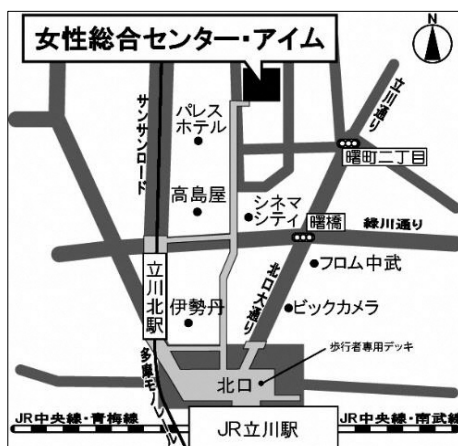 N
女性総合センター・アイム
サンサンロード
パレス
ホテル
立川通り
曙町二丁目
高島屋
シネマ
シティ
曙橋
緑川通り
立川北駅
フロム中武
北口大通り
伊勢丹
ビックカメラ
多摩モノレール
歩行者専用デッキ
北口
JR中央線・青梅線
JR立川駅
JR中央線・南武線